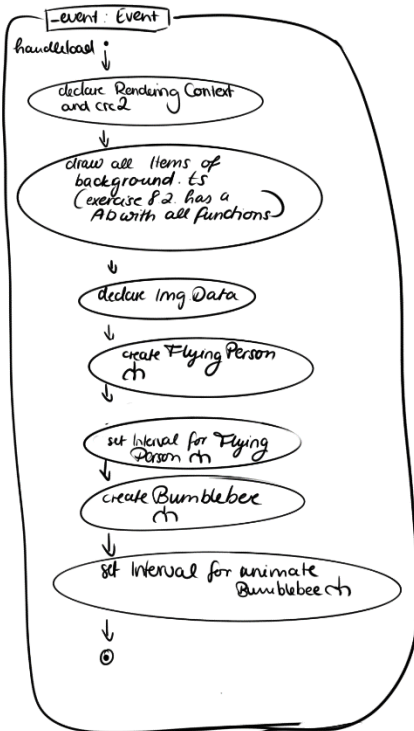 _event : Event
handleload
declare Rendering Context
and crc2
draw all Items of
background.ts
(exercise 8.2. has a
AD with all functions)
declare Img Data
create Flying Person
set Interval for Flying
Person
create Bumblebee
set Interval for animate
Bumblebee